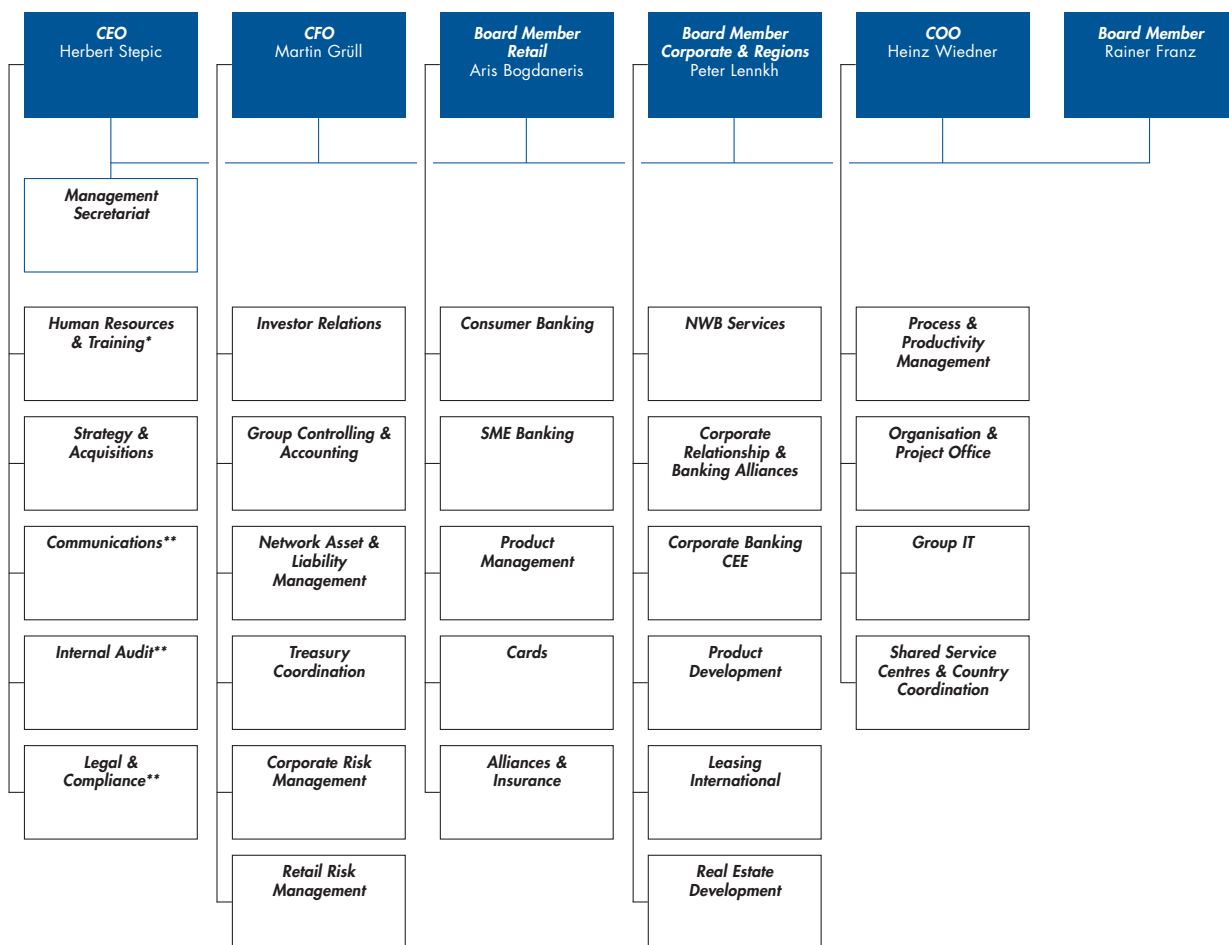 CEO
Herbert Stepic
CFO
Martin Grüll
Board Member
Retail
Aris Bogdaneris
Board Member
Corporate & Regions
Peter Lennkh
COO
Heinz Wiedner
Board Member
Rainer Franz
Management
Secretariat
Human Resources
& Training*
Investor Relations
Consumer Banking
NWB Services
Process &
Productivity
Management
Strategy &
Acquisitions
Group Controlling &
Accounting
SME Banking
Corporate
Relationship &
Banking Alliances
Organisation &
Project Office
Communications**
Network Asset &
Liability
Management
Product
Management
Corporate Banking
CEE
Group IT
Internal Audit**
Treasury
Coordination
Cards
Product
Development
Shared Service
Centres & Country
Coordination
Legal &
Compliance**
Corporate Risk
Management
Alliances &
Insurance
Leasing
International
Retail Risk
Management
Real Estate
Development